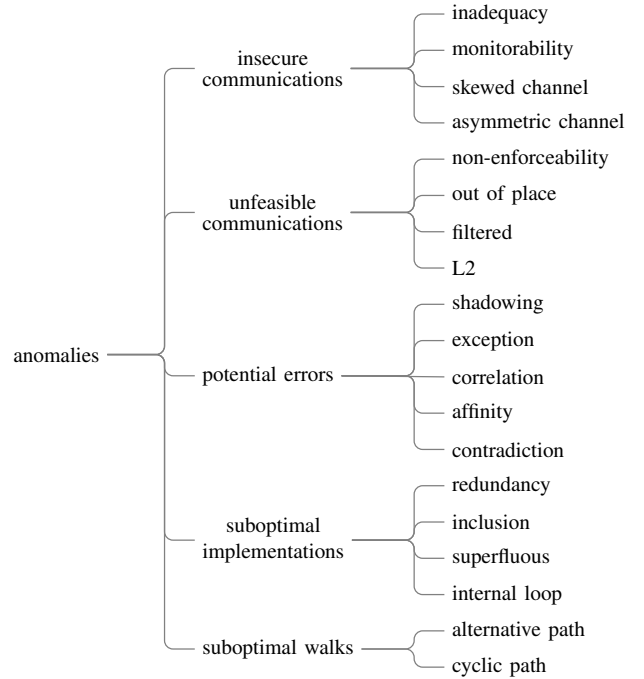 anomalies
insecure
communications
inadequacy
monitorability
skewed channel
asymmetric channel
unfeasible
communications
non-enforceability
out of place
filtered
L2
potential errors
shadowing
exception
correlation
affinity
contradiction
suboptimal
implementations
redundancy
inclusion
superfluous
internal loop
suboptimal walks
alternative path
cyclic path